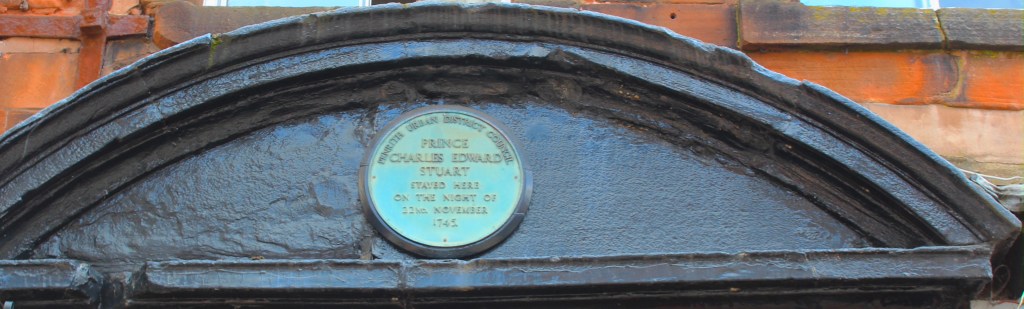 PENRITH URBAN DISTRICT COUNCIL
PRINCE
CHARLES EDWARD
STUART
STAYED HERE
ON THE NIGHT OF
22ND. NOVEMBER
1745.